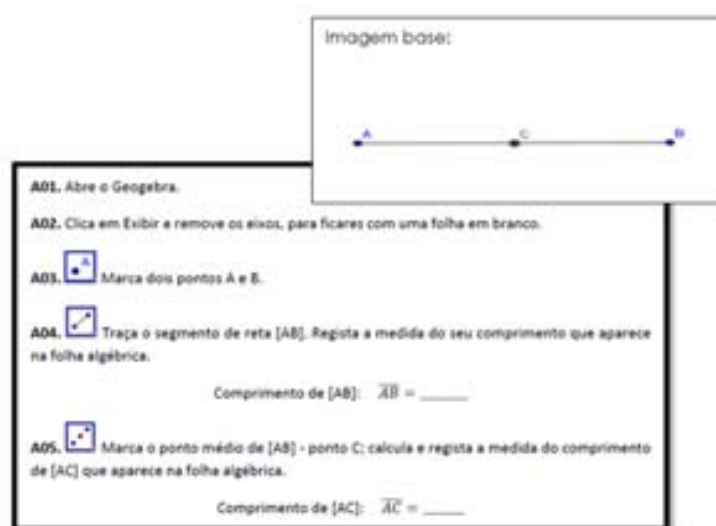 Imagem base:
A
C
B
A01. Abre o Geogebra.
A02. Clica em Exibir e remove os eixos, para ficares com uma folha em branco.
A03. A Marca dois pontos A e B.
A04. Traça o segmento de reta [AB]. Regista a medida do seu comprimento que aparece
na folha algébrica.
Comprimento de [AB]: AB = _____
A05. Marca o ponto médio de [AB] - ponto C; calcula e regista a medida do comprimento
de [AC] que aparece na folha algébrica.
Comprimento de [AC]: AC = _____